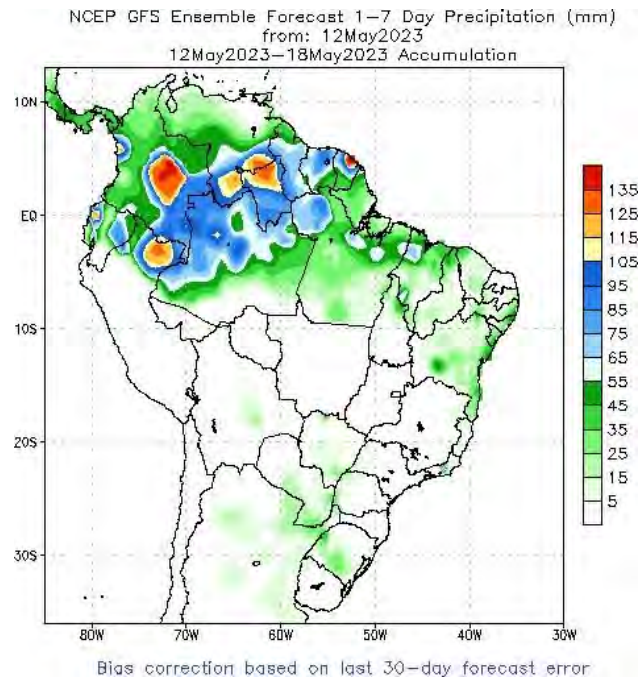 NCEP GFS Ensemble Forecast 1–7 Day Precipitation (mm)
from: 12May2023
12May2023–18May2023 Accumulation
10N
EQ
10S
20S
30S
80W
70W
60W
50W
40W
30W
135
125
115
105
95
85
75
65
55
45
35
25
15
5
Bias correction based on last 30-day forecast error